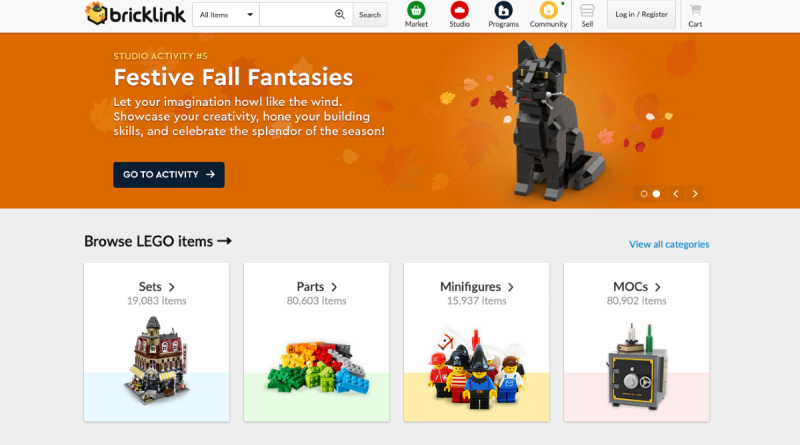 bricklink
All Items
Search
Market
Studio
Programs
Community
Sell
Log in / Register
Cart
STUDIO ACTIVITY #5
Festive Fall Fantasies
Let your imagination howl like the wind.
Showcase your creativity, hone your building
skills, and celebrate the splendor of the season!
GO TO ACTIVITY →
Browse LEGO items →
View all categories
Sets >
19,083 items
Parts >
80,603 items
Minifigures >
15,937 items
MOCs >
80,902 items